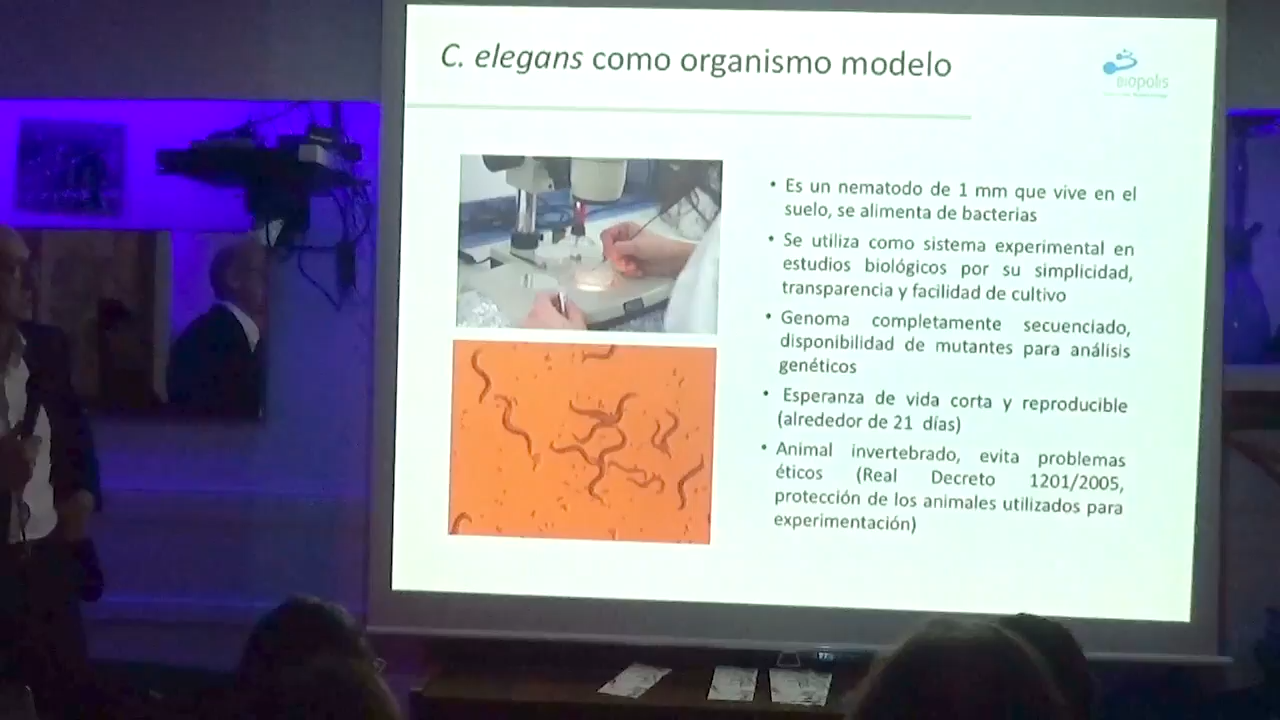 C. elegans como organismo modelo
Biopolis
• Es un nematodo de 1 mm que vive en el
suelo, se alimenta de bacterias
• Se utiliza como sistema experimental en
estudios biológicos por su simplicidad,
transparencia y facilidad de cultivo
• Genoma completamente secuenciado,
disponibilidad de mutantes para análisis
genéticos
• Esperanza de vida corta y reproducible
(alrededor de 21 días)
• Animal invertebrado, evita problemas
éticos (Real Decreto 1201/2005,
protección de los animales utilizados para
experimentación)